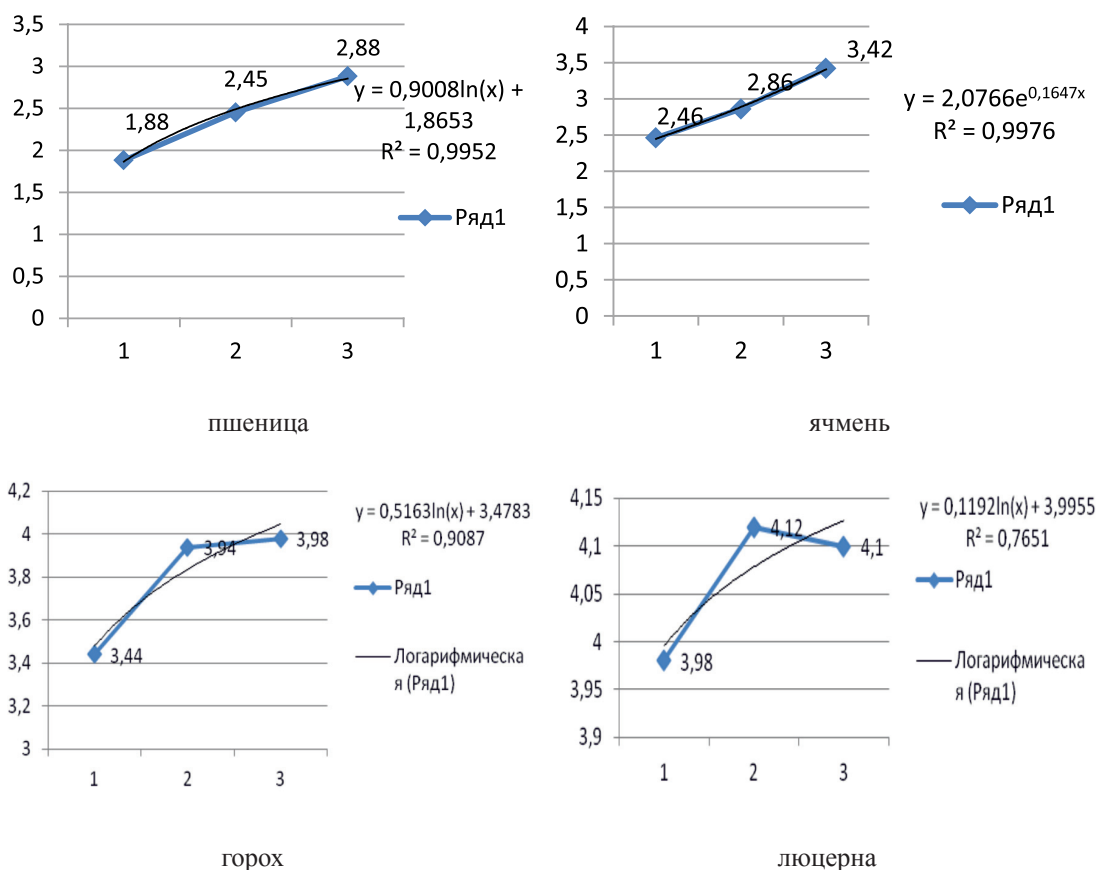 3,5
3
2,5
2
1,5
1
0,5
0
1,88
2,45
2,88
1
2
3
y = 0,9008ln(x) +
1,8653
R² = 0,9952
Ряд1
пшеница
4
3,5
3
2,5
2
1,5
1
0,5
0
2,46
2,86
3,42
1
2
3
y = 2,0766e^0,1647x
R² = 0,9976
Ряд1
ячмень
4,2
4
3,8
3,6
3,4
3,2
3
3,44
3,94
3,98
1
2
3
y = 0,5163ln(x) + 3,4783
R² = 0,9087
Ряд1
Логарифмическа
я (Ряд1)
горох
4,15
4,1
4,05
4
3,95
3,9
3,98
4,12
4,1
1
2
3
y = 0,1192ln(x) + 3,9955
R² = 0,7651
Ряд1
Логарифмическа
я (Ряд1)
люцерна